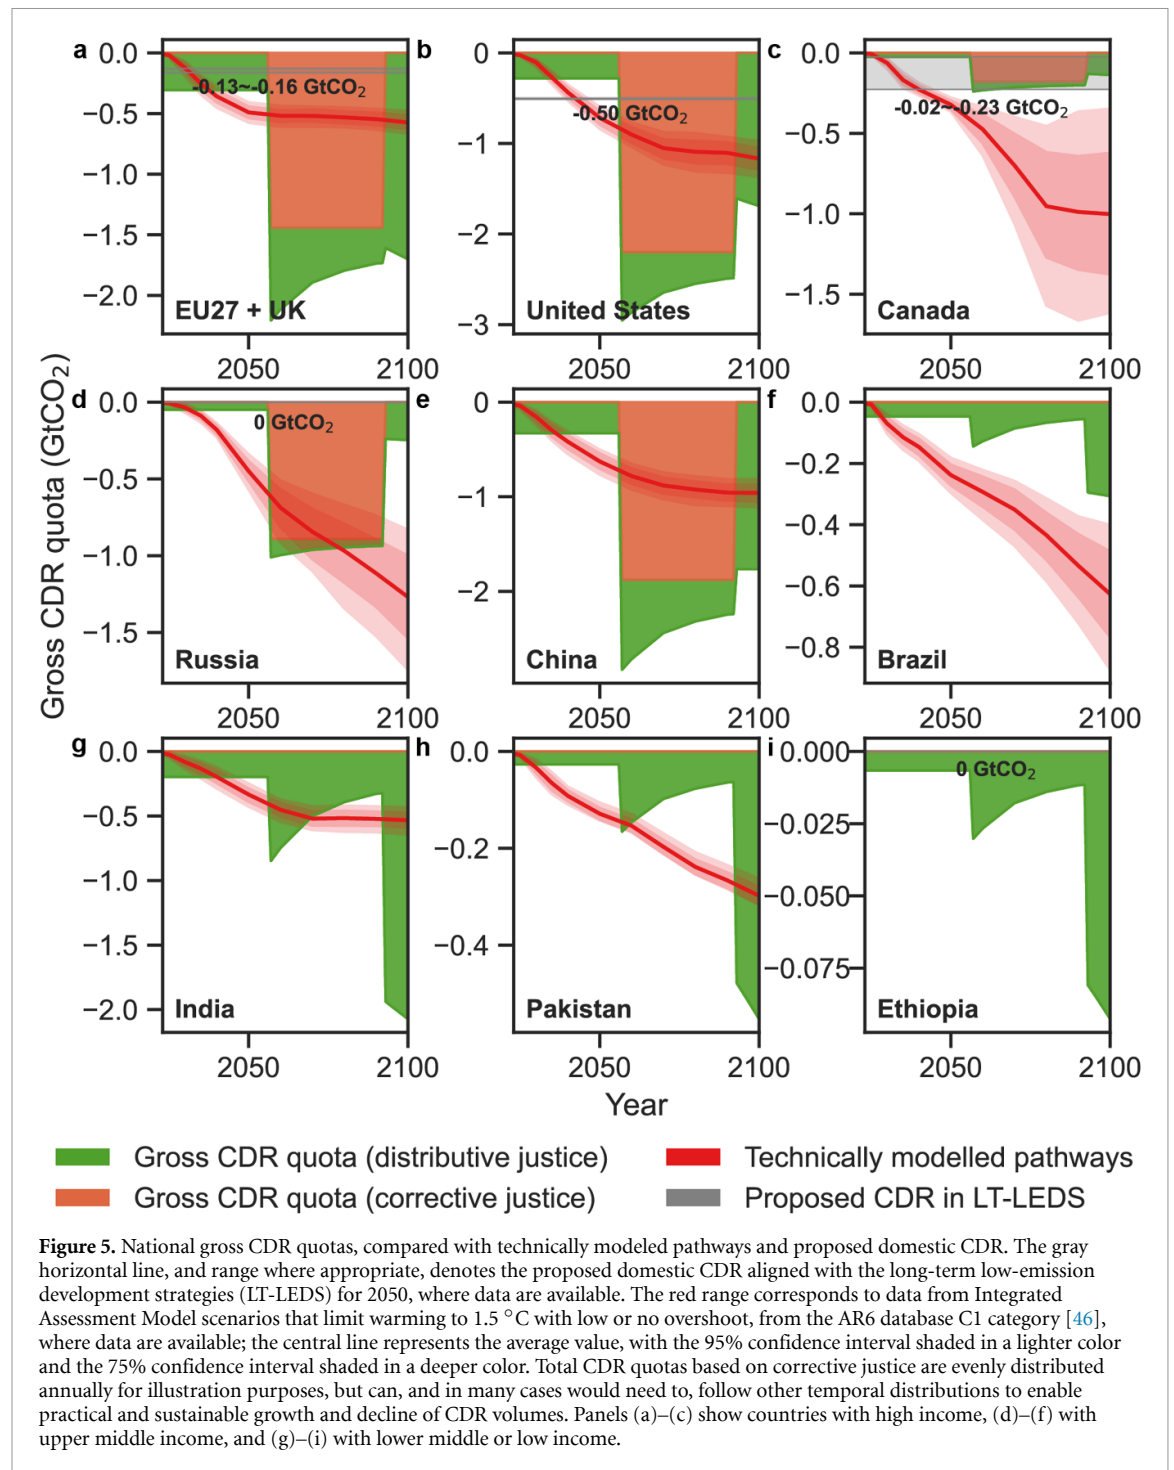 a
0.0
−0.5
−1.0
−1.5
−2.0
-0.13~-0.16 GtCO₂
EU27 + UK
2050
2100
b
0
−1
−2
−3
-0.50 GtCO₂
United States
2050
2100
c
0.0
−0.5
−1.0
−1.5
-0.02~-0.23 GtCO₂
Canada
2050
2100
Gross CDR quota (GtCO₂)
d
0.0
−0.5
−1.0
−1.5
0 GtCO₂
Russia
2050
2100
e
0
−1
−2
China
2050
2100
f
0.0
−0.2
−0.4
−0.6
−0.8
Brazil
2050
2100
g
0.0
−0.5
−1.0
−1.5
−2.0
India
2050
2100
h
0.0
−0.2
−0.4
Pakistan
2050
2100
i
0.000
−0.025
−0.050
−0.075
0 GtCO₂
Ethiopia
2050
2100
Year
Gross CDR quota (distributive justice)
Technically modelled pathways
Gross CDR quota (corrective justice)
Proposed CDR in LT-LEDS
Figure 5. National gross CDR quotas, compared with technically modeled pathways and proposed domestic CDR. The gray
horizontal line, and range where appropriate, denotes the proposed domestic CDR aligned with the long-term low-emission
development strategies (LT-LEDS) for 2050, where data are available. The red range corresponds to data from Integrated
Assessment Model scenarios that limit warming to 1.5 °C with low or no overshoot, from the AR6 database C1 category [46],
where data are available; the central line represents the average value, with the 95% confidence interval shaded in a lighter color
and the 75% confidence interval shaded in a deeper color. Total CDR quotas based on corrective justice are evenly distributed
annually for illustration purposes, but can, and in many cases would need to, follow other temporal distributions to enable
practical and sustainable growth and decline of CDR volumes. Panels (a)–(c) show countries with high income, (d)–(f) with
upper middle income, and (g)–(i) with lower middle or low income.